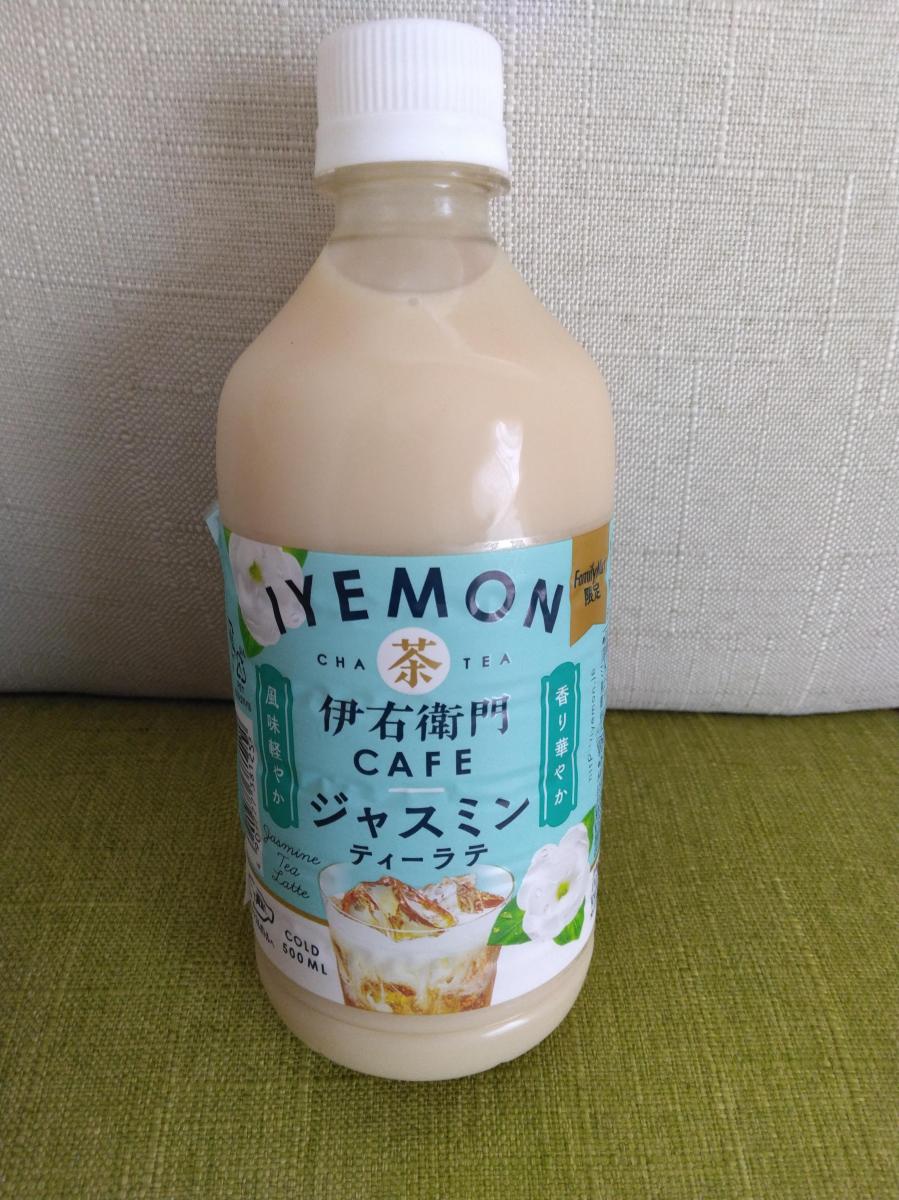 IYEMON
FamilyMart
限定
CHA 茶 TEA
伊右衛門
CAFE
風味軽やか
香り華やか
ジャスミン
ティーラテ
Jasmine
Tea
Latte
COLD
500ML